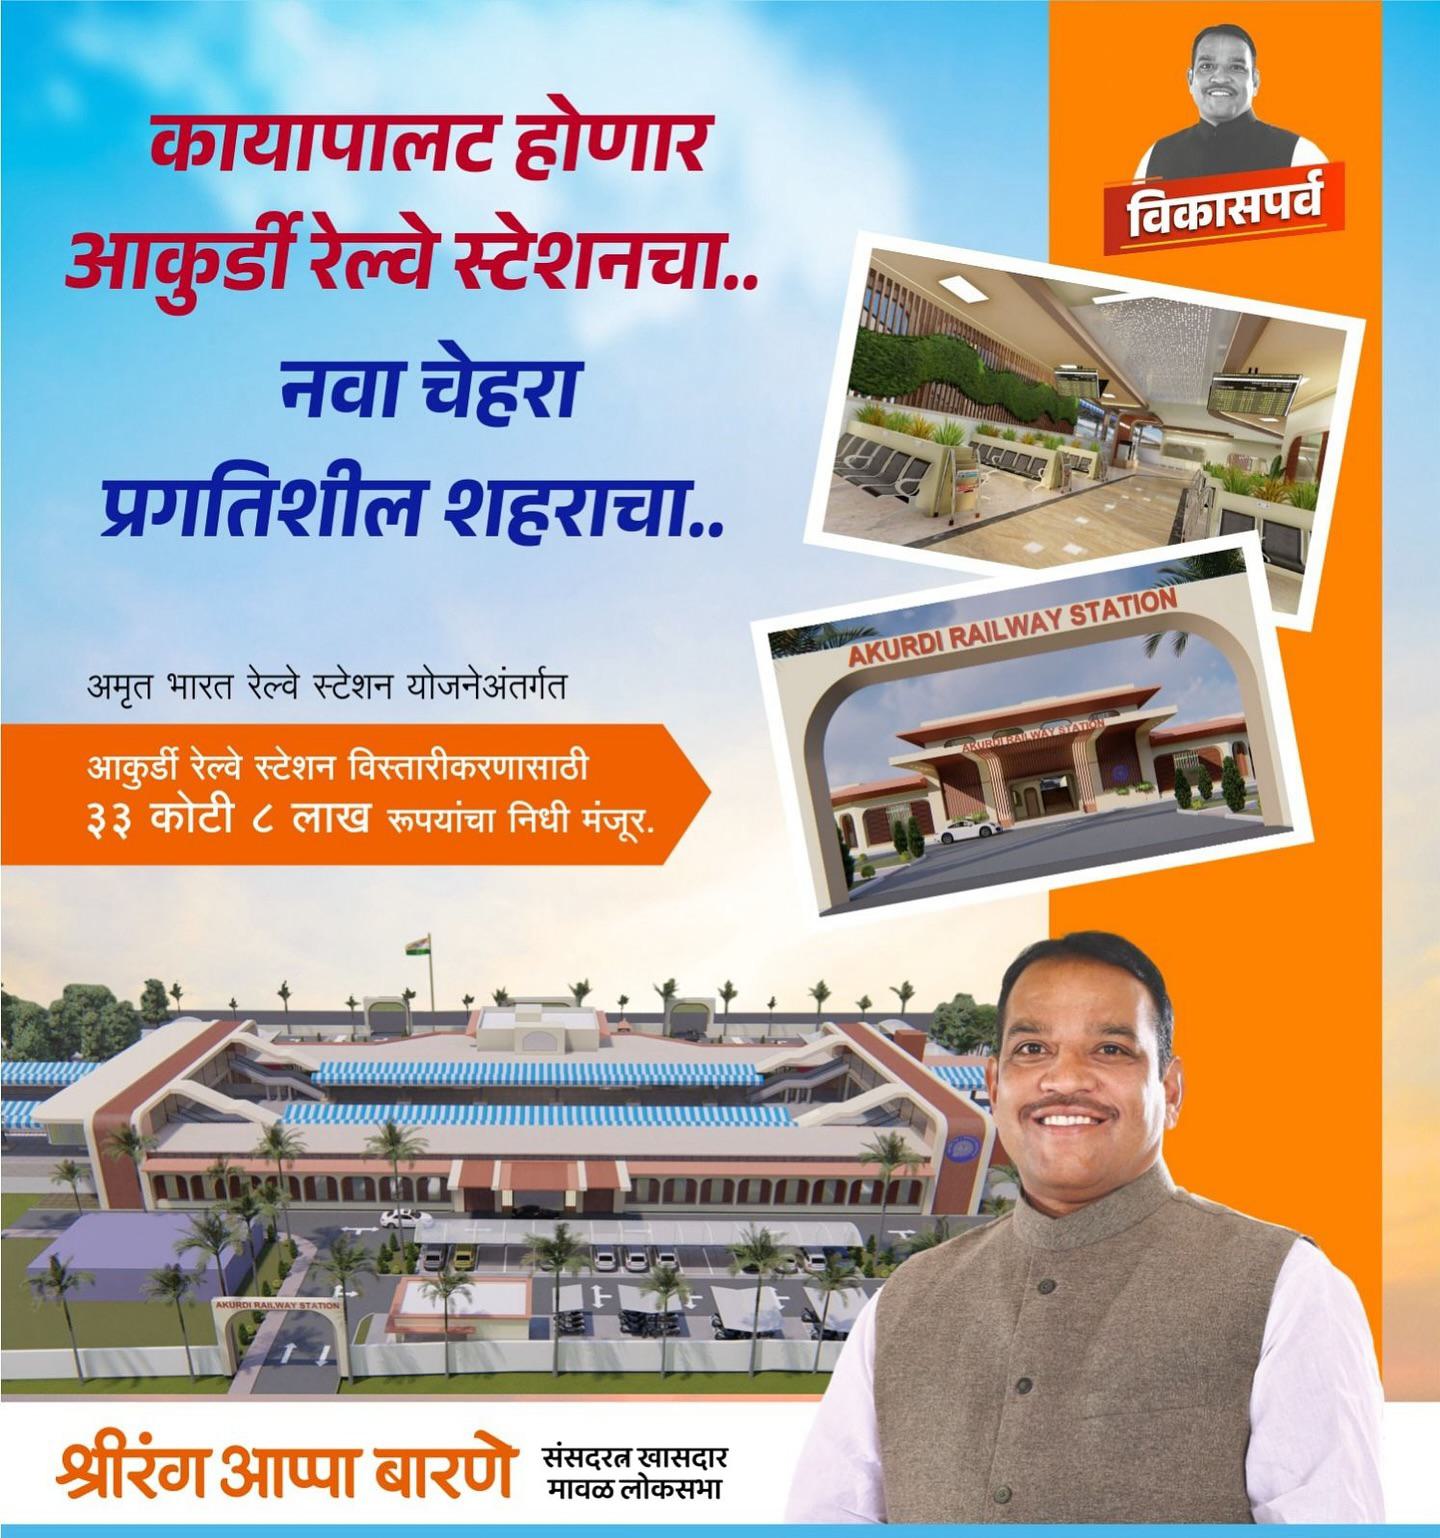 कायापालट होणार
आकुर्डी रेल्वे स्टेशनचा..
नवा चेहरा
प्रगतिशील शहराचा..
विकासपर्व
AKURDI RAILWAY STATION
AKURDI RAILWAY STATION
अमृत भारत रेल्वे स्टेशन योजनेअंतर्गत
आकुर्डी रेल्वे स्टेशन विस्तारीकरणासाठी
३३ कोटी ८ लाख रूपयांचा निधी मंजूर.
AKURDI RAILWAY STATION
श्रीरंग आप्पा बारणे
संसदरत्न खासदार
मावळ लोकसभा